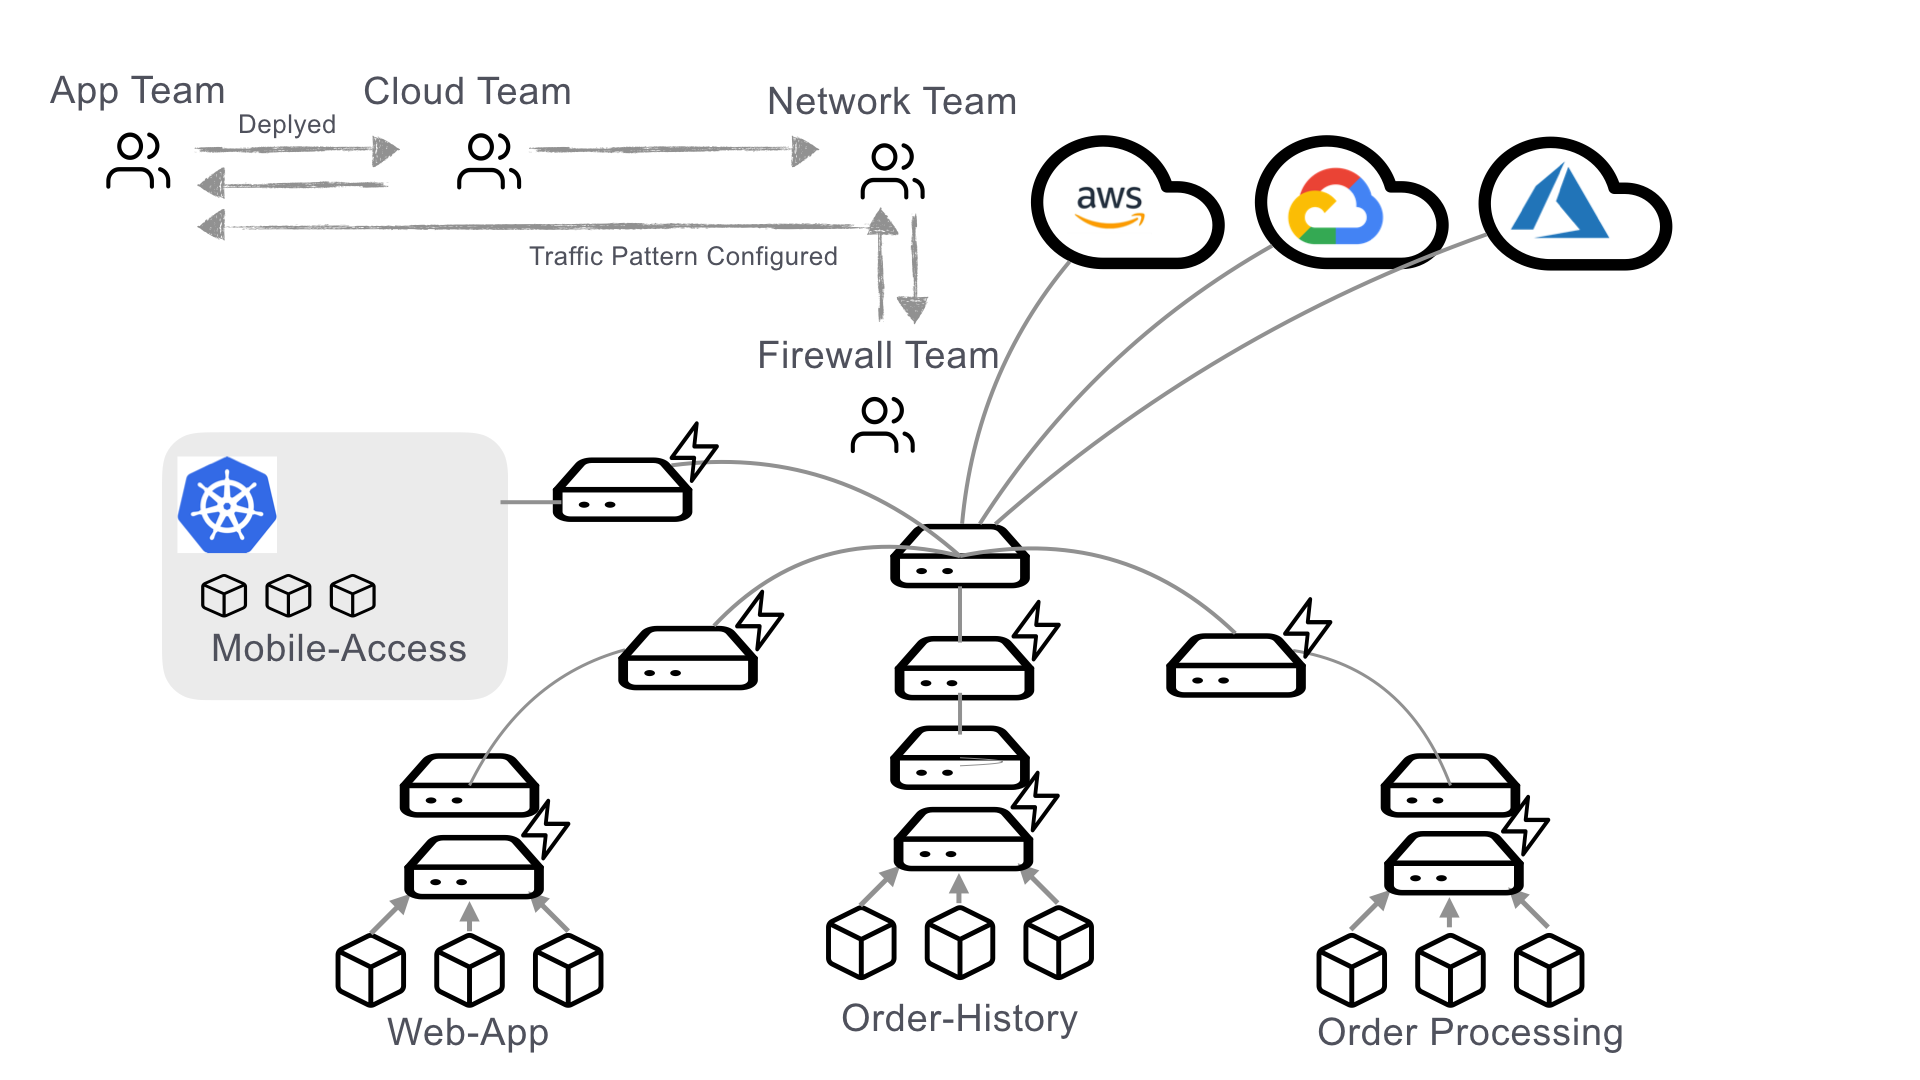 App Team
Cloud Team
Network Team
Deplyed
Traffic Pattern Configured
aws
Firewall Team
Mobile-Access
Web-App
Order-History
Order Processing